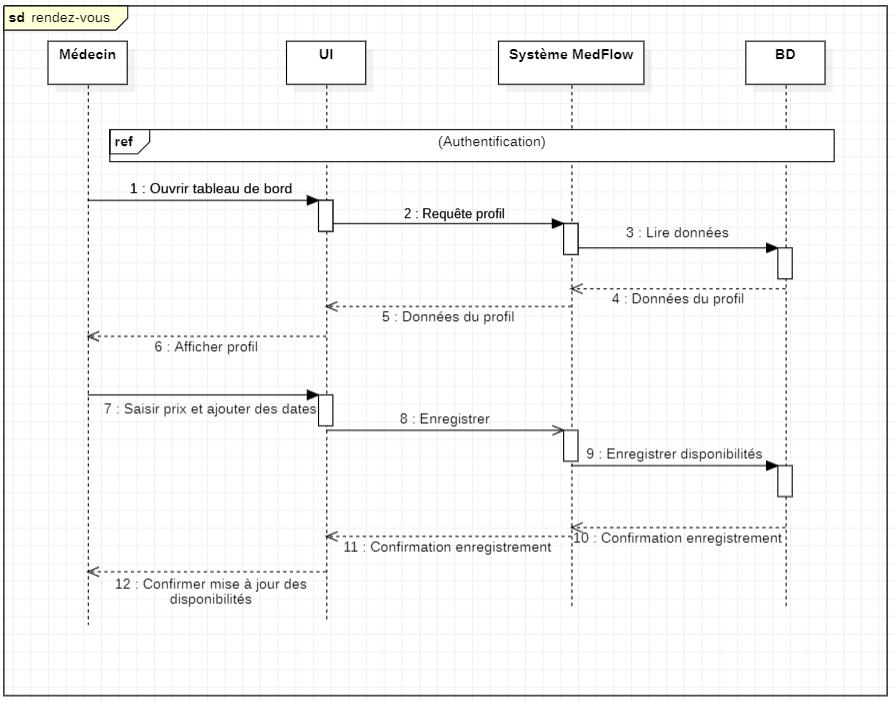 sd rendez-vous
Médecin
UI
Système MedFlow
BD
ref
(Authentification)
1 : Ouvrir tableau de bord
2 : Requête profil
3 : Lire données
4 : Données du profil
5 : Données du profil
6 : Afficher profil
7 : Saisir prix et ajouter des dates
8 : Enregistrer
9 : Enregistrer disponibilités
10 : Confirmation enregistrement
11 : Confirmation enregistrement
12 : Confirmer mise à jour des
disponibilités